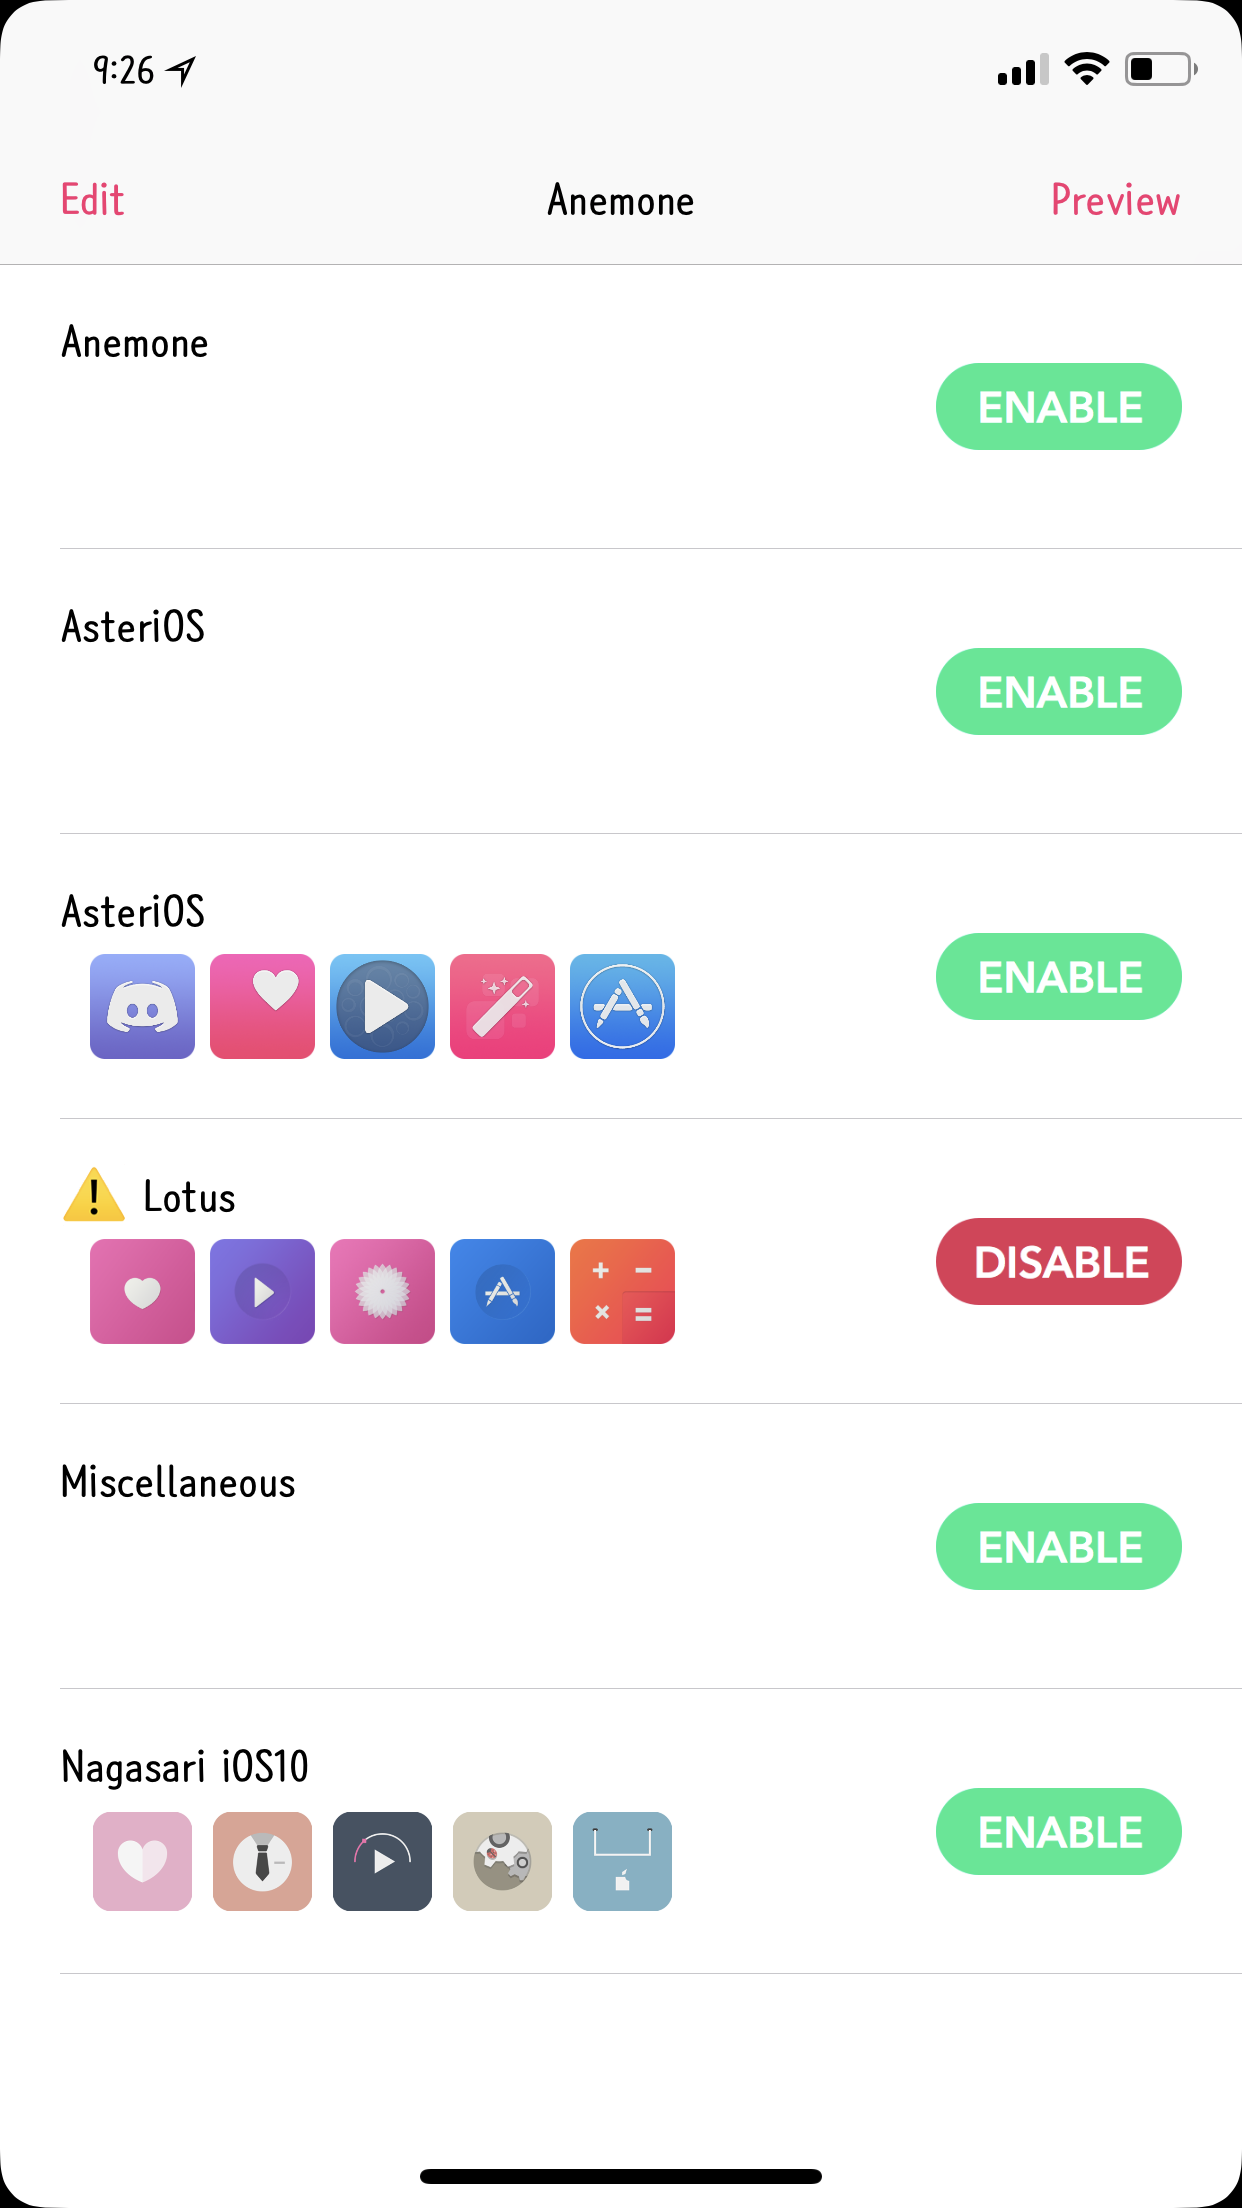 9:26
Edit Anemone Preview
Anemone
ENABLE
AsteriOS
ENABLE
AsteriOS
ENABLE
Lotus
DISABLE
Miscellaneous
ENABLE
Nagasari iOS10
ENABLE